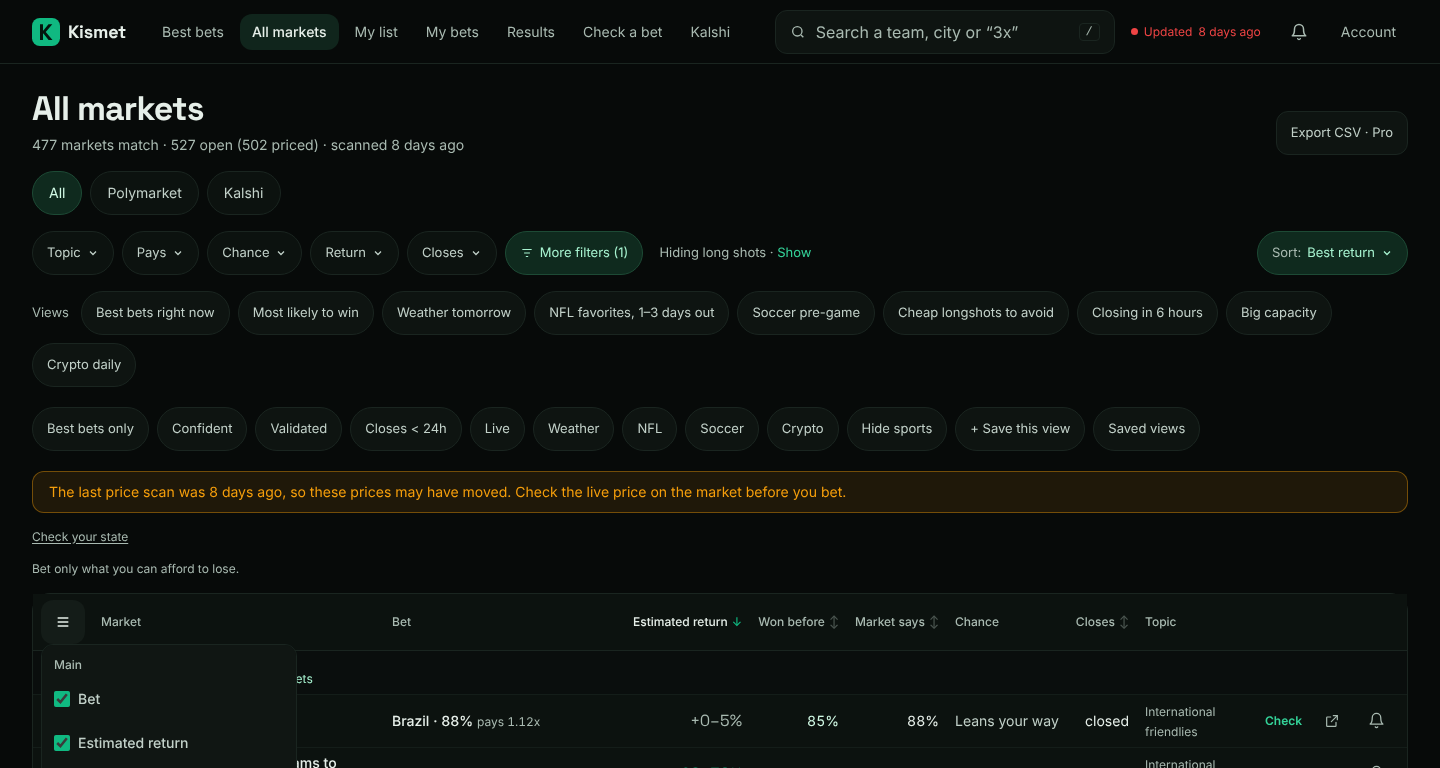 Kismet
Best bets
All markets
My list
My bets
Results
Check a bet
Kalshi
Search a team, city or “3x”
/
Updated 8 days ago
Account
All markets
477 markets match · 527 open (502 priced) · scanned 8 days ago
Export CSV · Pro
All
Polymarket
Kalshi
Topic
Pays
Chance
Return
Closes
More filters (1)
Hiding long shots · Show
Sort: Best return
Views
Best bets right now
Most likely to win
Weather tomorrow
NFL favorites, 1–3 days out
Soccer pre-game
Cheap longshots to avoid
Closing in 6 hours
Big capacity
Crypto daily
Best bets only
Confident
Validated
Closes < 24h
Live
Weather
NFL
Soccer
Crypto
Hide sports
+ Save this view
Saved views
The last price scan was 8 days ago, so these prices may have moved. Check the live price on the market before you bet.
Check your state
Bet only what you can afford to lose.
Market
Bet
Estimated return
Won before
Market says
Chance
Closes
Topic
Main
ets
Bet
Brazil · 88% pays 1.12x
+0–5%
85%
88%
Leans your way
closed
International
friendlies
Check
Estimated return
ams to
International